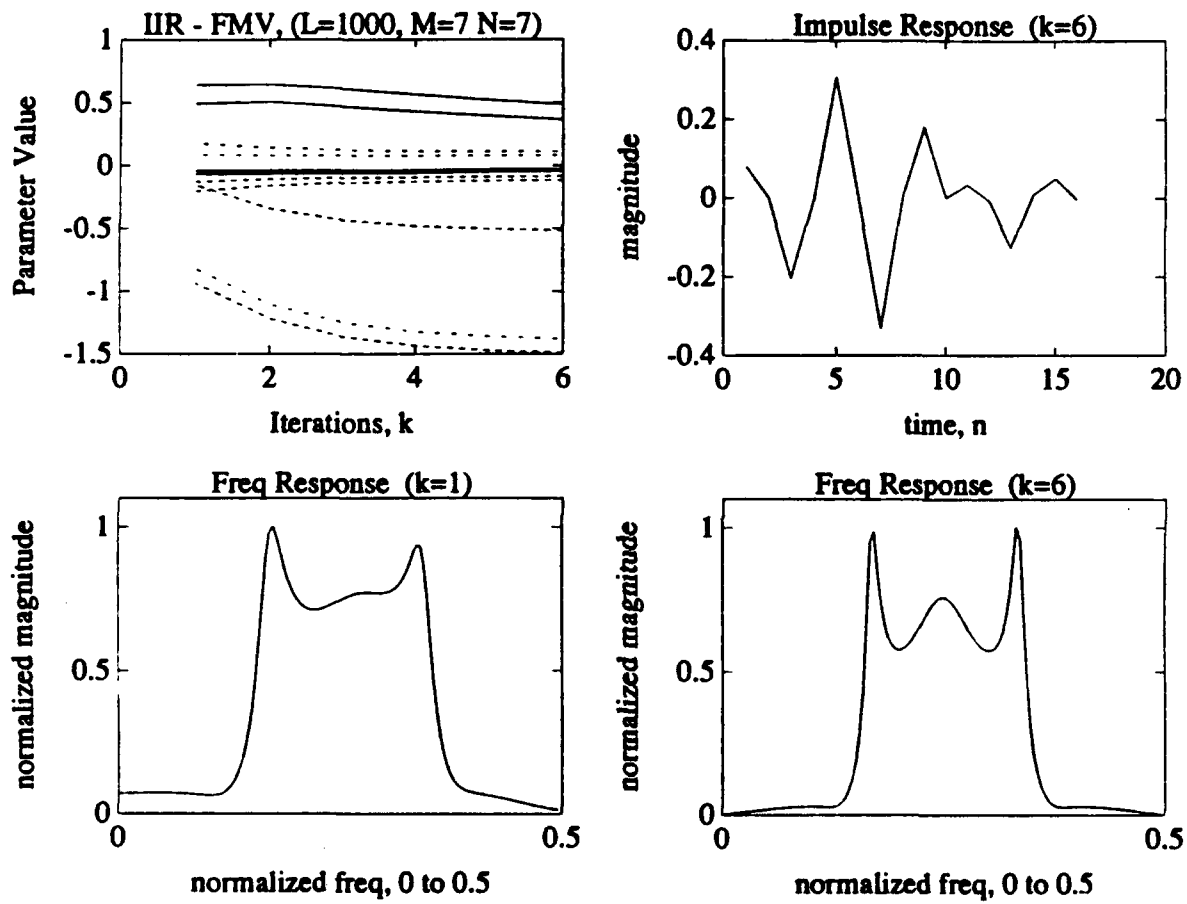 IIR - FMV, (L=1000, M=7 N=7)
1
0.5
0
-0.5
-1
-1.5
0
2
4
6
Parameter Value
Iterations, k
Impulse Response (k=6)
0.4
0.2
0
-0.2
-0.4
0
5
10
15
20
magnitude
time, n
Freq Response (k=1)
1
0.5
0
0
0.5
normalized magnitude
normalized freq, 0 to 0.5
Freq Response (k=6)
1
0.5
0
0
0.5
normalized magnitude
normalized freq, 0 to 0.5